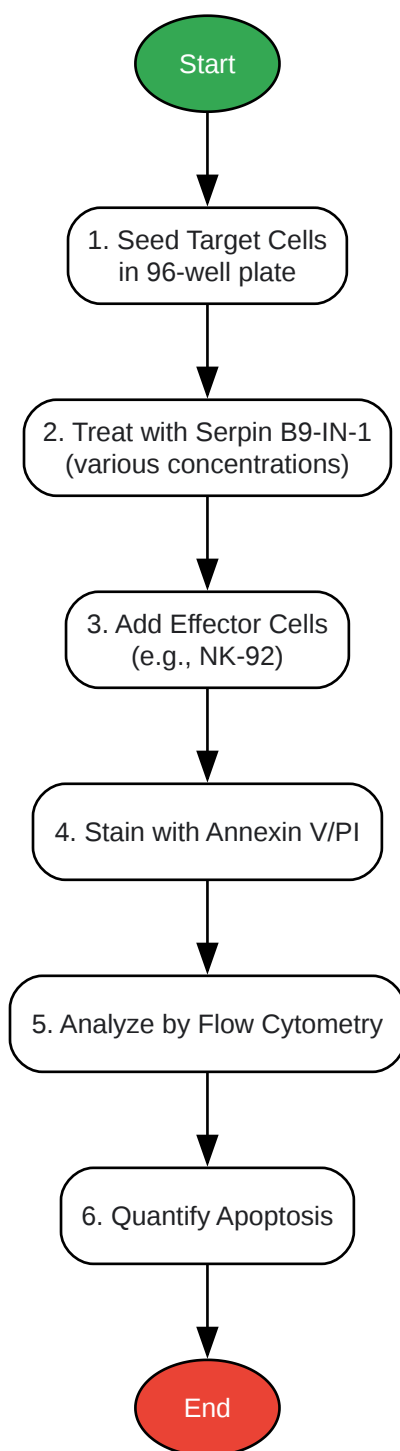 Start
1. Seed Target Cells
in 96-well plate
2. Treat with Serpin B9-IN-1
(various concentrations)
3. Add Effector Cells
(e.g., NK-92)
4. Stain with Annexin V/PI
5. Analyze by Flow Cytometry
6. Quantify Apoptosis
End